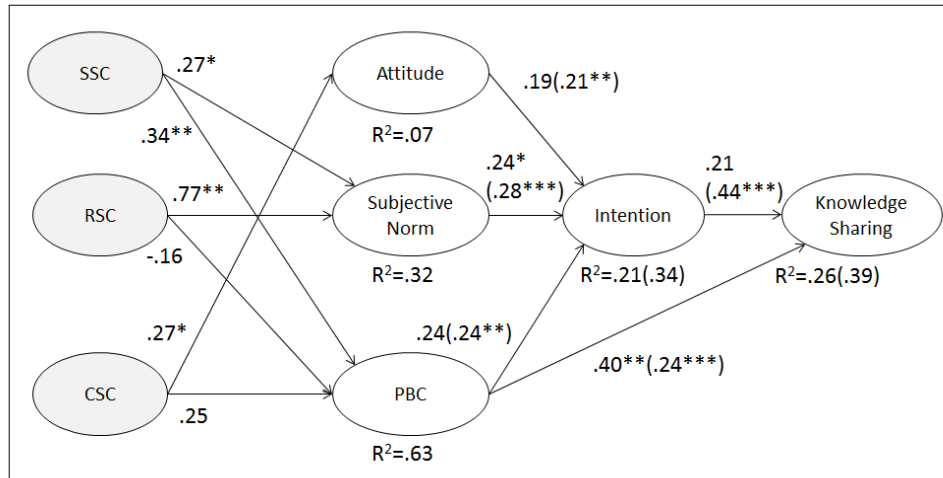 SSC
.27*
Attitude
.19(.21**)
.34**
R²=.07
.24*
(.28***)
.21
(.44***)
RSC
.77**
Subjective
Norm
Intention
Knowledge
Sharing
-.16
R²=.32
R²=.21(.34)
R²=.26(.39)
.27*
.24(.24**)
.40**(.24***)
CSC
.25
PBC
R²=.63